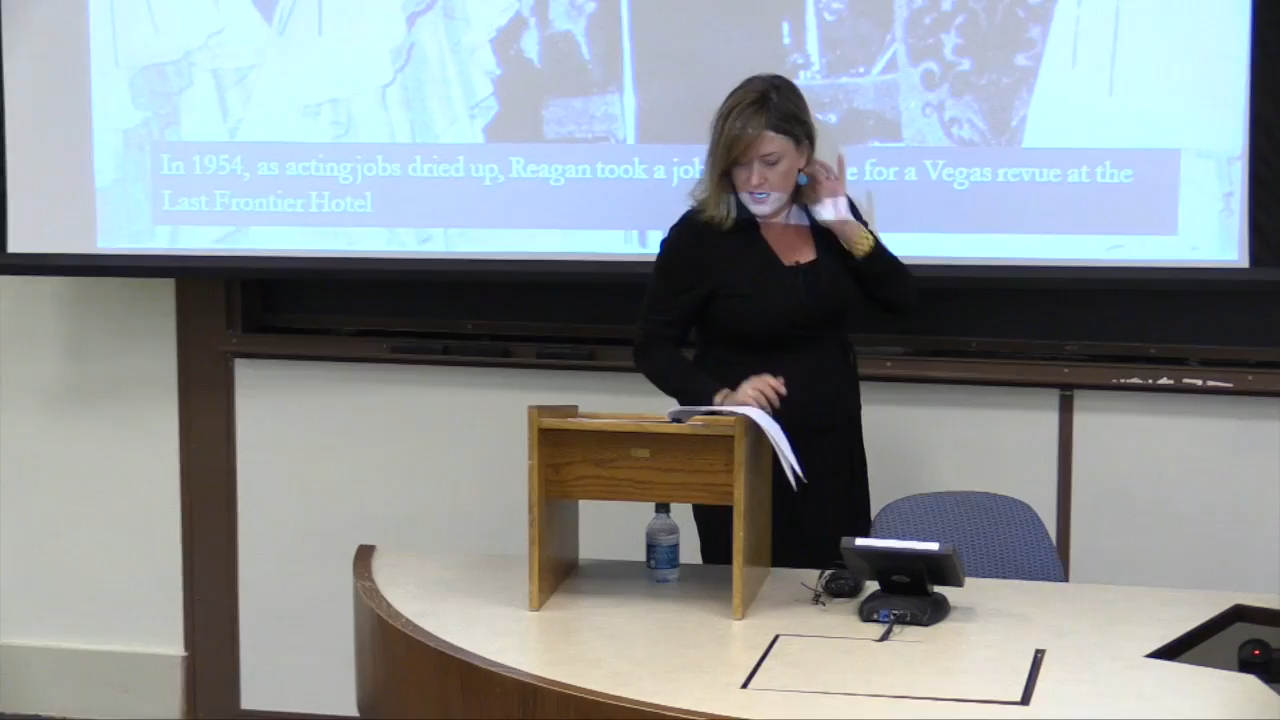 In 1954, as acting jobs dried up, Reagan took a job e for a Vegas revue at the
Last Frontier Hotel